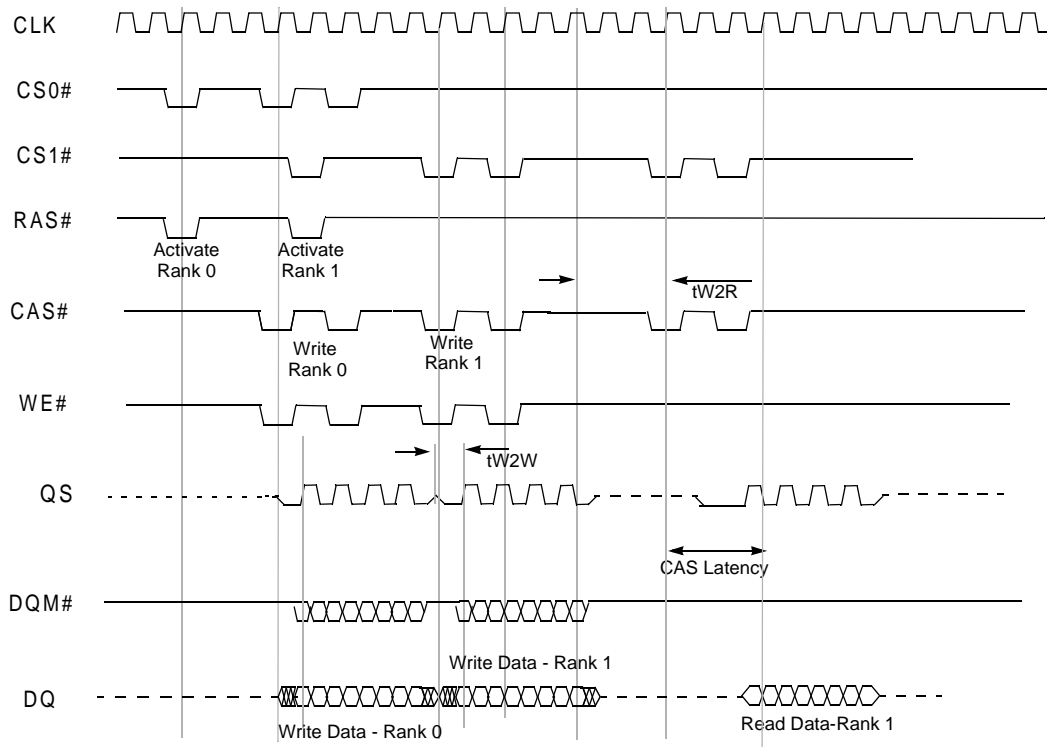 CLK
CS0#
CS1#
RAS#
Activate
Rank 0
Activate
Rank 1
tW2R
CAS#
Write
Rank 0
Write
Rank 1
WE#
tW2W
QS
CAS Latency
DQM#
Write Data - Rank 1
DQ
Write Data - Rank 0
Read Data-Rank 1